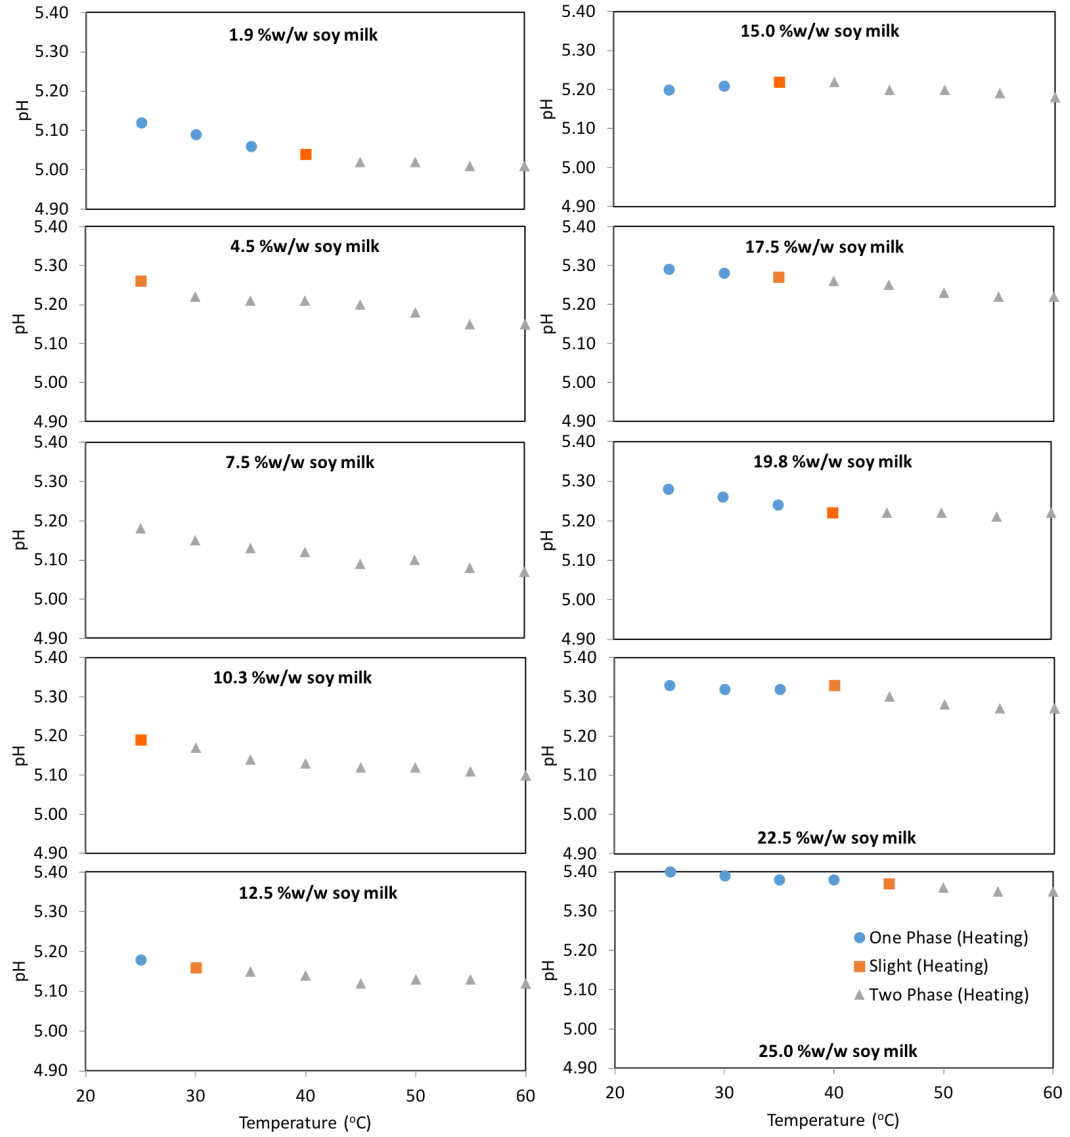 5.40
5.30
5.20
5.10
5.00
4.90
pH
1.9 %w/w soy milk
5.40
5.30
5.20
5.10
5.00
4.90
pH
15.0 %w/w soy milk
5.40
5.30
5.20
5.10
5.00
4.90
pH
4.5 %w/w soy milk
5.40
5.30
5.20
5.10
5.00
4.90
pH
17.5 %w/w soy milk
5.40
5.20
5.10
5.00
4.90
pH
7.5 %w/w soy milk
5.40
5.30
5.20
5.10
5.00
4.90
pH
19.8 %w/w soy milk
5.40
5.30
5.20
5.10
5.00
4.90
pH
10.3 %w/w soy milk
5.40
5.30
5.20
5.10
5.00
4.90
pH
22.5 %w/w soy milk
5.40
5.30
5.20
5.10
5.00
4.90
pH
12.5 %w/w soy milk
20 30 40 50 60
Temperature (°C)
5.40
5.30
5.20
5.10
5.00
4.90
pH
One Phase (Heating)
Slight (Heating)
Two Phase (Heating)
25.0 %w/w soy milk
20 30 40 50 60
Temperature (°C)